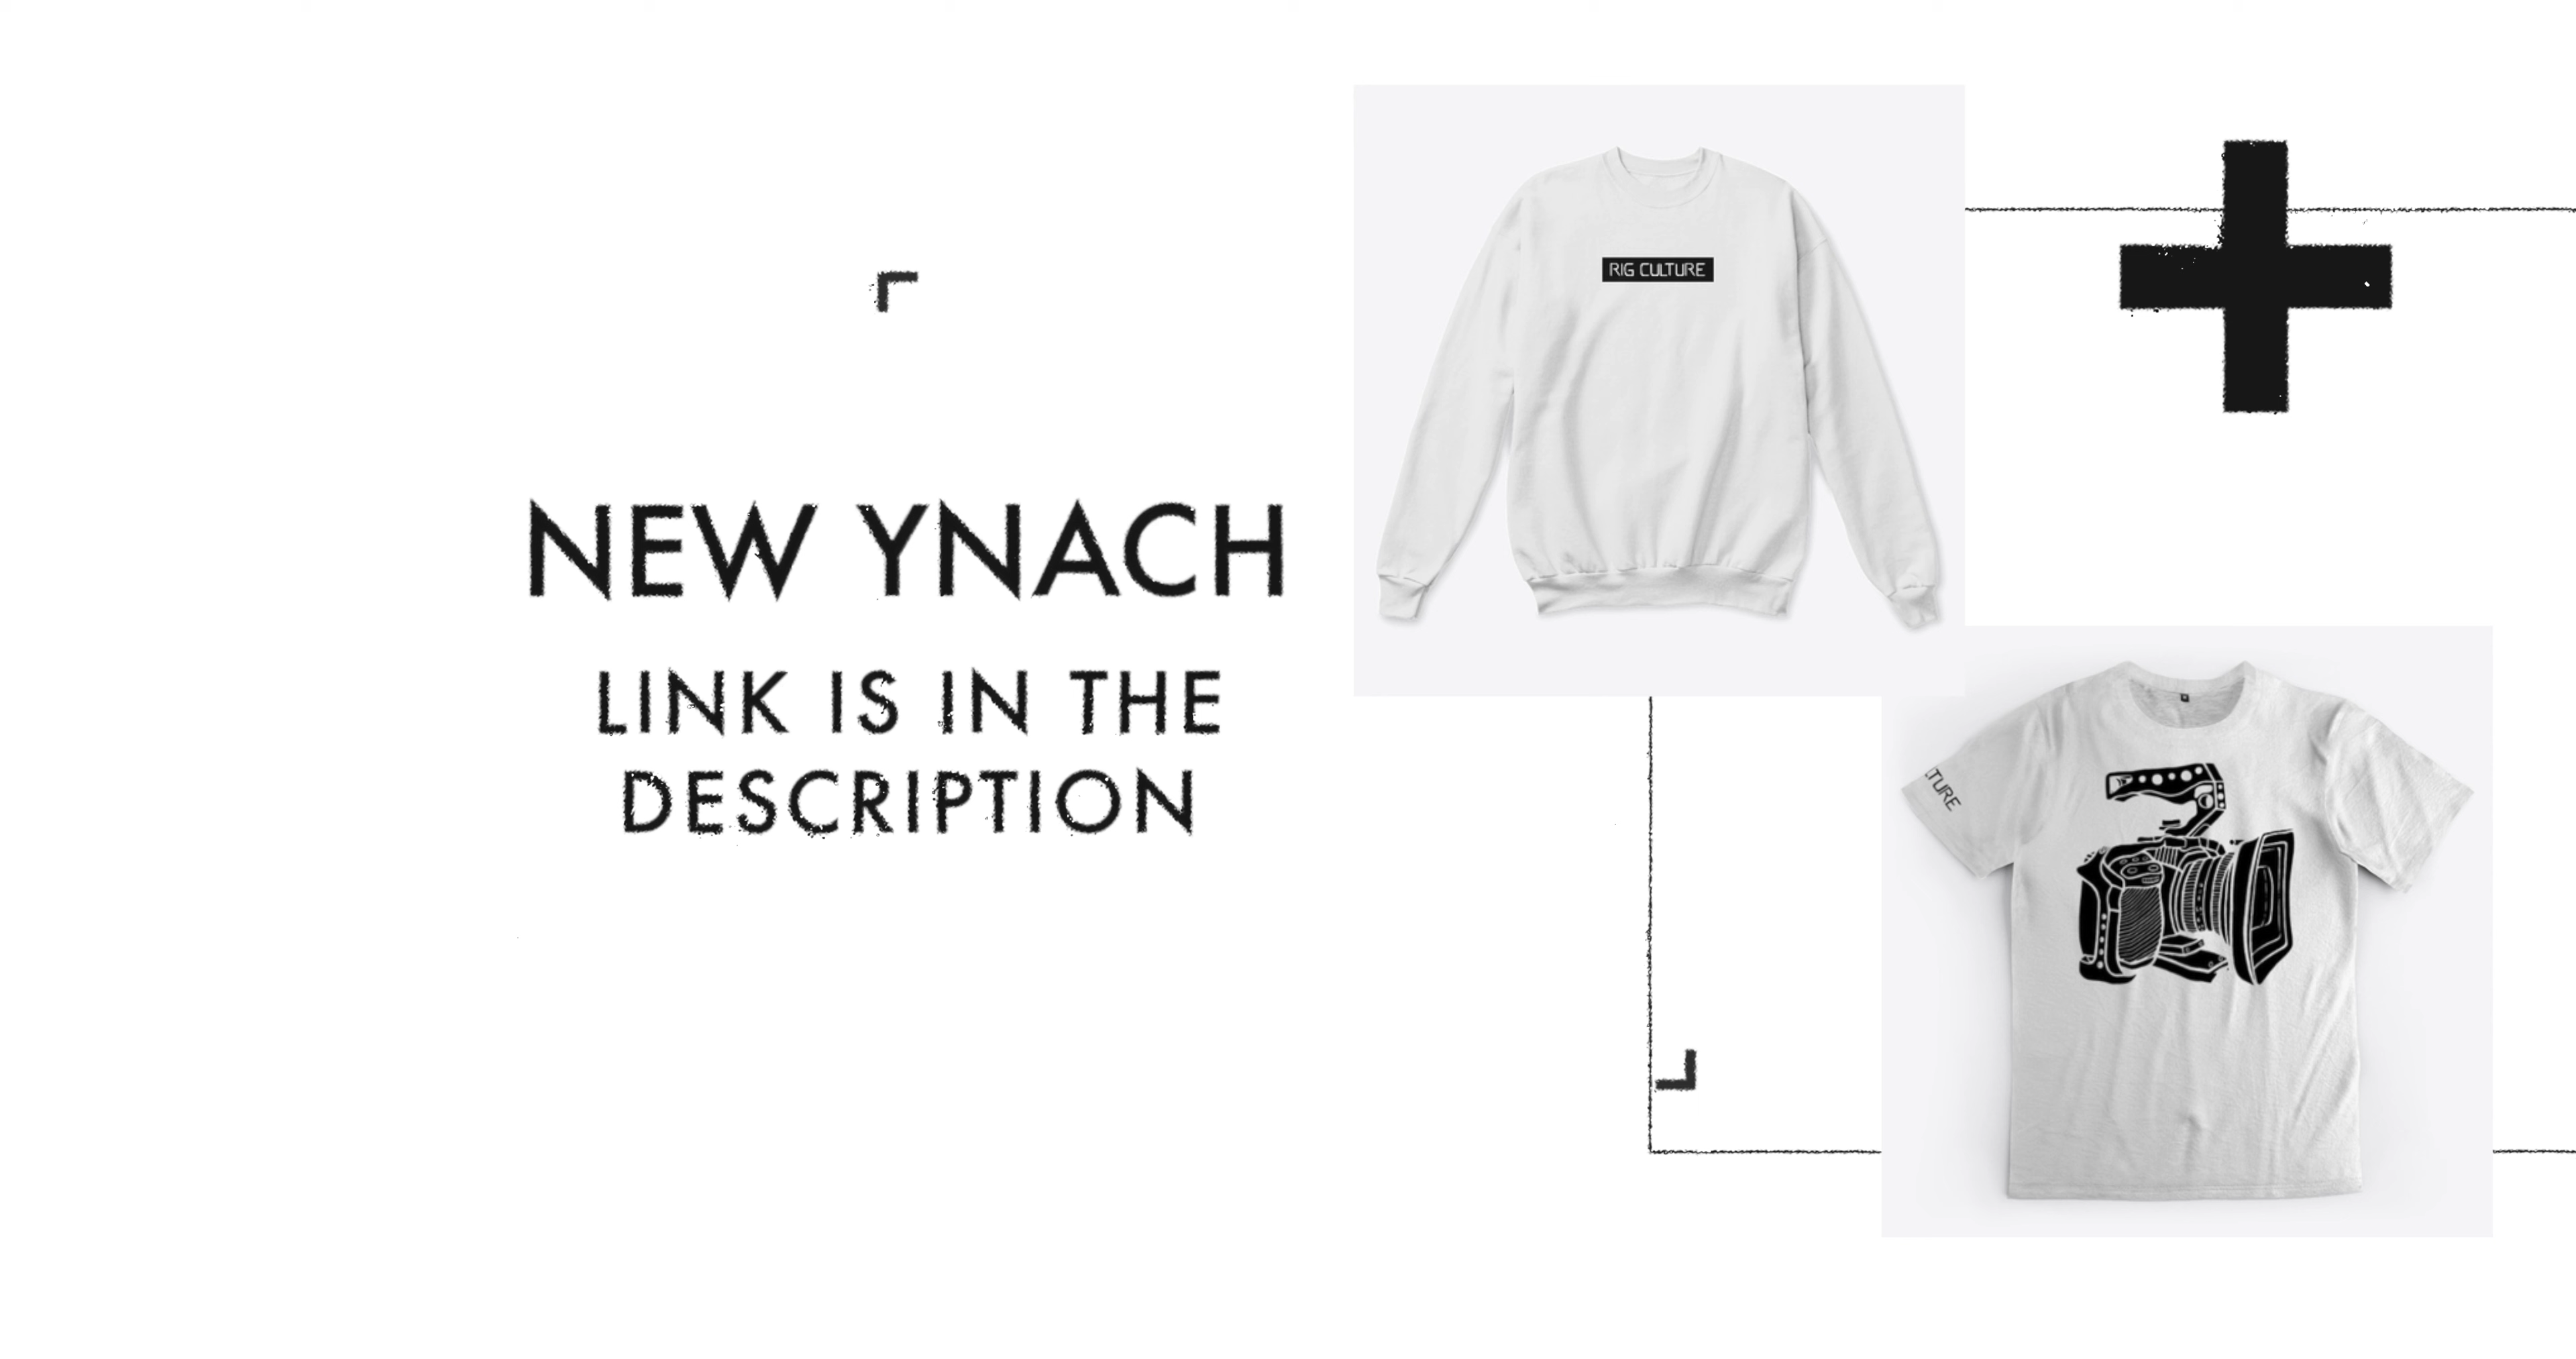 NEW YNACH
LINK IS IN THE
DESCRIPTION
RIG CULTURE